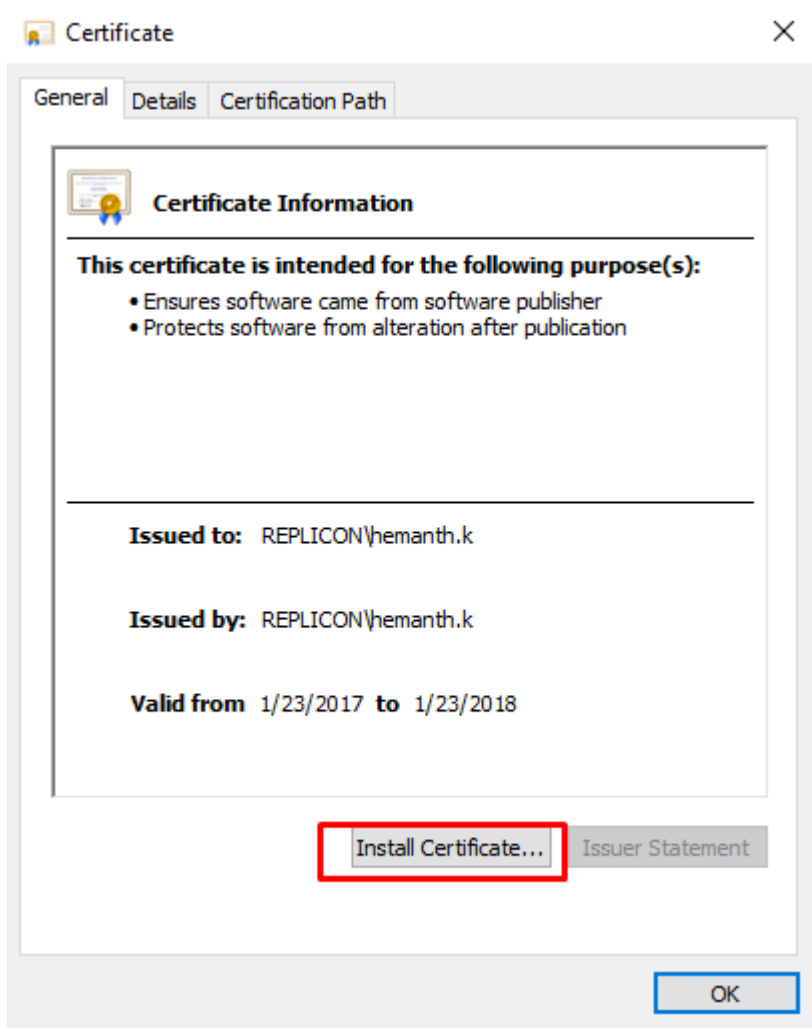 Certificate
General Details Certification Path
Certificate Information
This certificate is intended for the following purpose(s):
• Ensures software came from software publisher
• Protects software from alteration after publication
Issued to: REPLICON\hemanth.k
Issued by: REPLICON\hemanth.k
Valid from 1/23/2017 to 1/23/2018
Install Certificate... Issuer Statement
OK